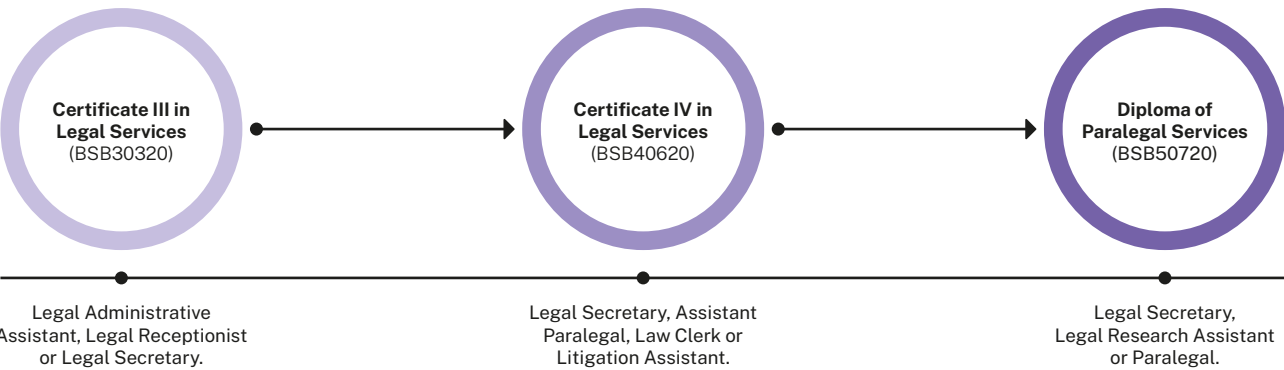 Certificate III in
Legal Services
(BSB30320)
Certificate IV in
Legal Services
(BSB40620)
Diploma of
Paralegal Services
(BSB50720)
Legal Administrative
Assistant, Legal Receptionist
or Legal Secretary.
Legal Secretary, Assistant
Paralegal, Law Clerk or
Litigation Assistant.
Legal Secretary,
Legal Research Assistant
or Paralegal.